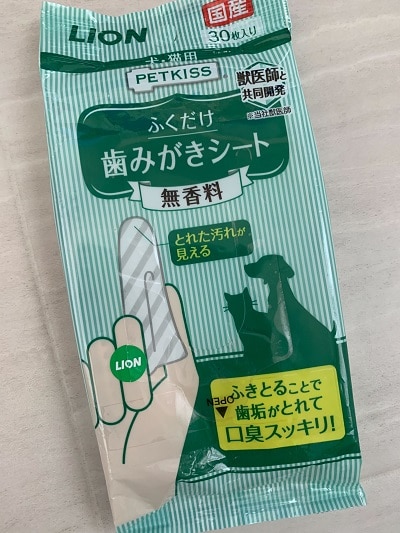 LION
国産
30枚入り
犬・猫用
PETKISS
獣医師と
共同開発
※当社獣医師
ふくだけ
歯みがきシート
無香料
とれた汚れが
見える
LION
OPEN
ふきとることで
歯垢がとれて
口臭スッキリ!